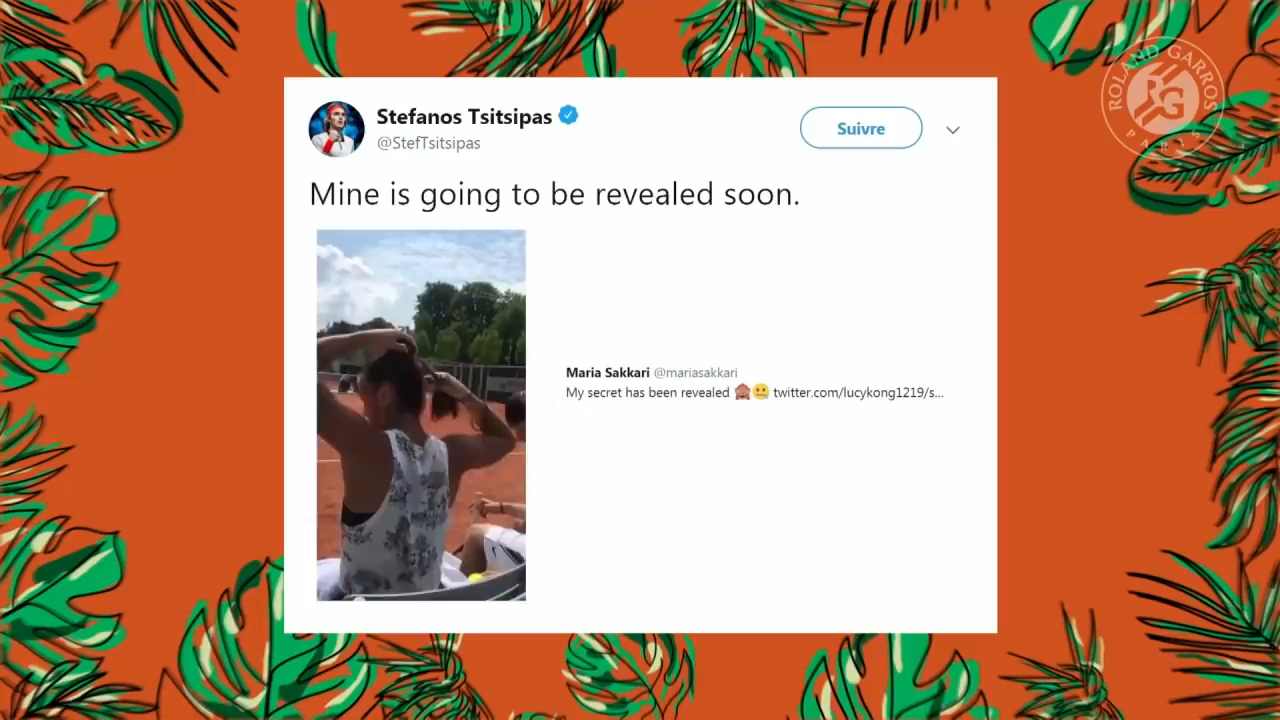 ROLAND GARROS
RG
PARIS
Stefanos Tsitsipas
@StefTsitsipas
Suivre
Mine is going to be revealed soon.
Maria Sakkari @mariasakkari
My secret has been revealed 🙈🤐 twitter.com/lucykong1219/s...